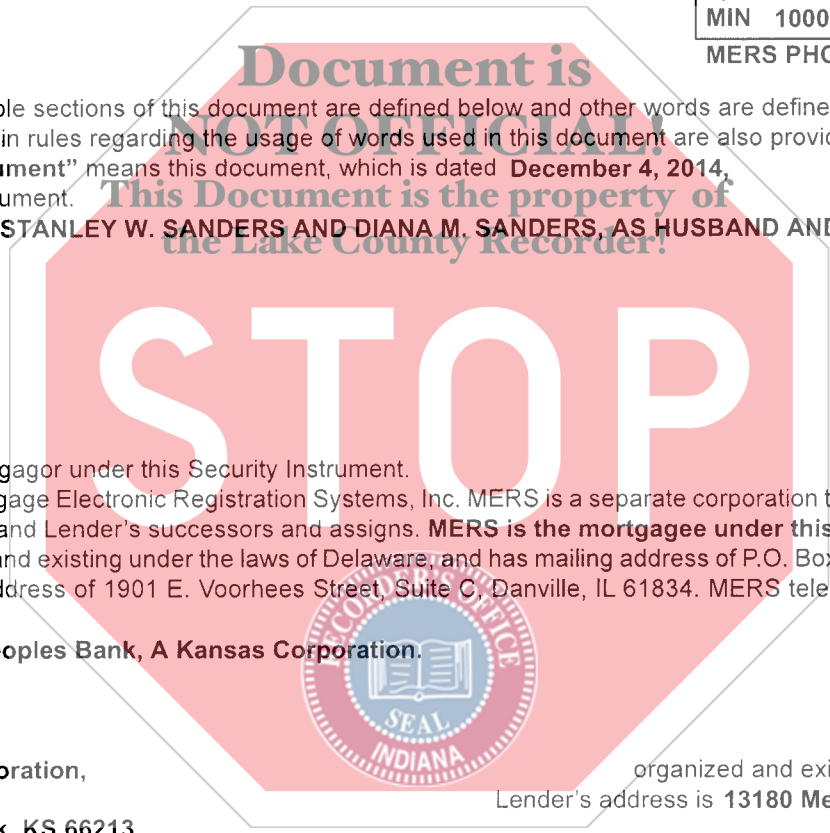 MIN 1000
MERS PHO
Document is
ole sections of this document are defined below and other words are define
in rules regarding the usage of words used in this document are also provid
NOT OFFICIAL!
ument" means this document, which is dated December 4, 2014,
ument.
This Document is the property of
STANLEY W. SANDERS AND DIANA M. SANDERS, AS HUSBAND AND
the Lake County Recorder!
STOP
gagor under this Security Instrument.
gage Electronic Registration Systems, Inc. MERS is a separate corporation t
and Lender's successors and assigns. MERS is the mortgagee under this
and existing under the laws of Delaware, and has mailing address of P.O. Box
ddress of 1901 E. Voorhees Street, Suite C, Danville, IL 61834. MERS tele
RECORDER'S OFFICE
oples Bank, A Kansas Corporation.
SEAL
INDIANA
oration,
organized and exi
Lender's address is 13180 Me
k, KS 66213